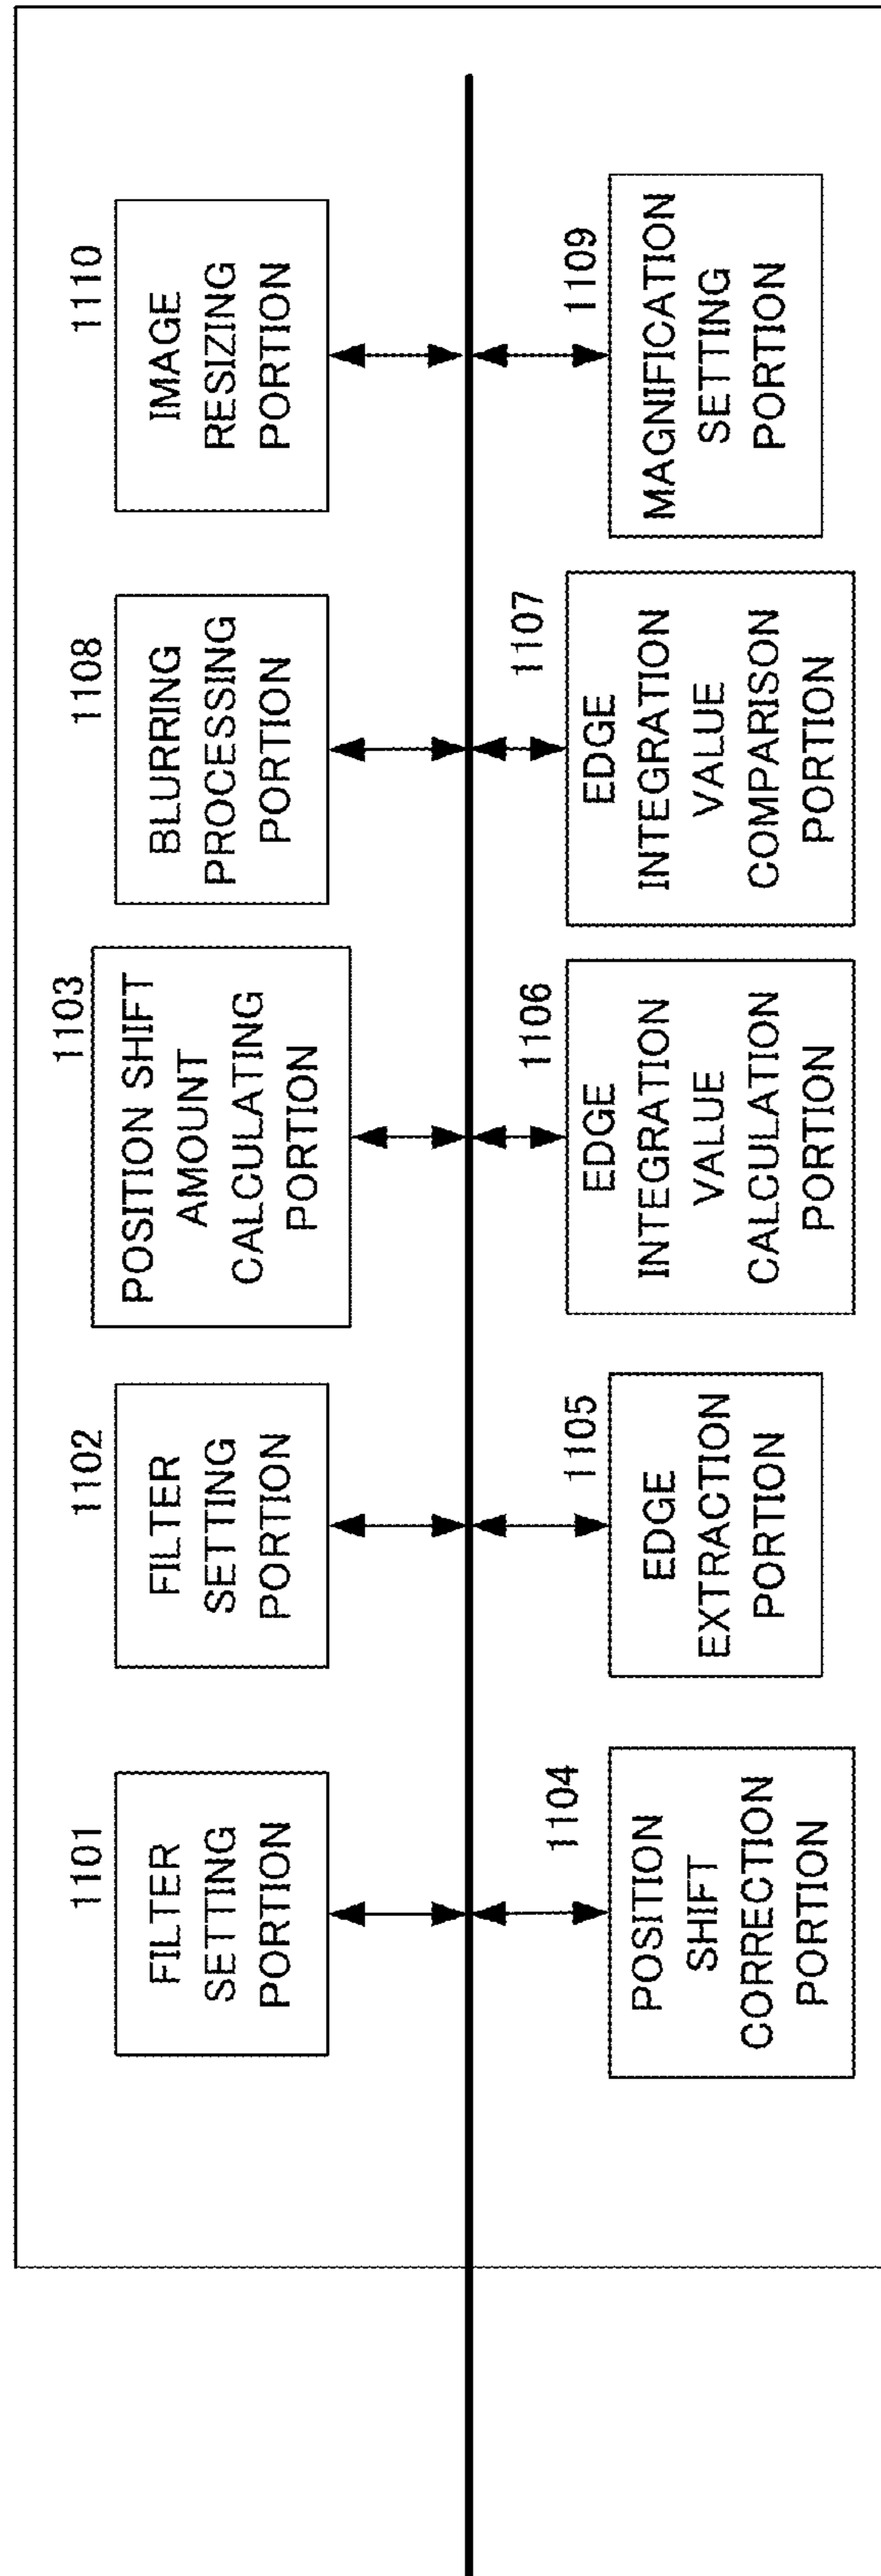 1101
FILTER
SETTING
PORTION
1102
FILTER
SETTING
PORTION
1103
POSITION SHIFT
AMOUNT
CALCULATING
PORTION
1108
BLURRING
PROCESSING
PORTION
1110
IMAGE
RESIZING
PORTION
1104
POSITION
SHIFT
CORRECTION
PORTION
1105
EDGE
EXTRACTION
PORTION
1106
EDGE
INTEGRATION
VALUE
CALCULATION
PORTION
1107
EDGE
INTEGRATION
VALUE
COMPARISON
PORTION
1109
MAGNIFICATION
SETTING
PORTION